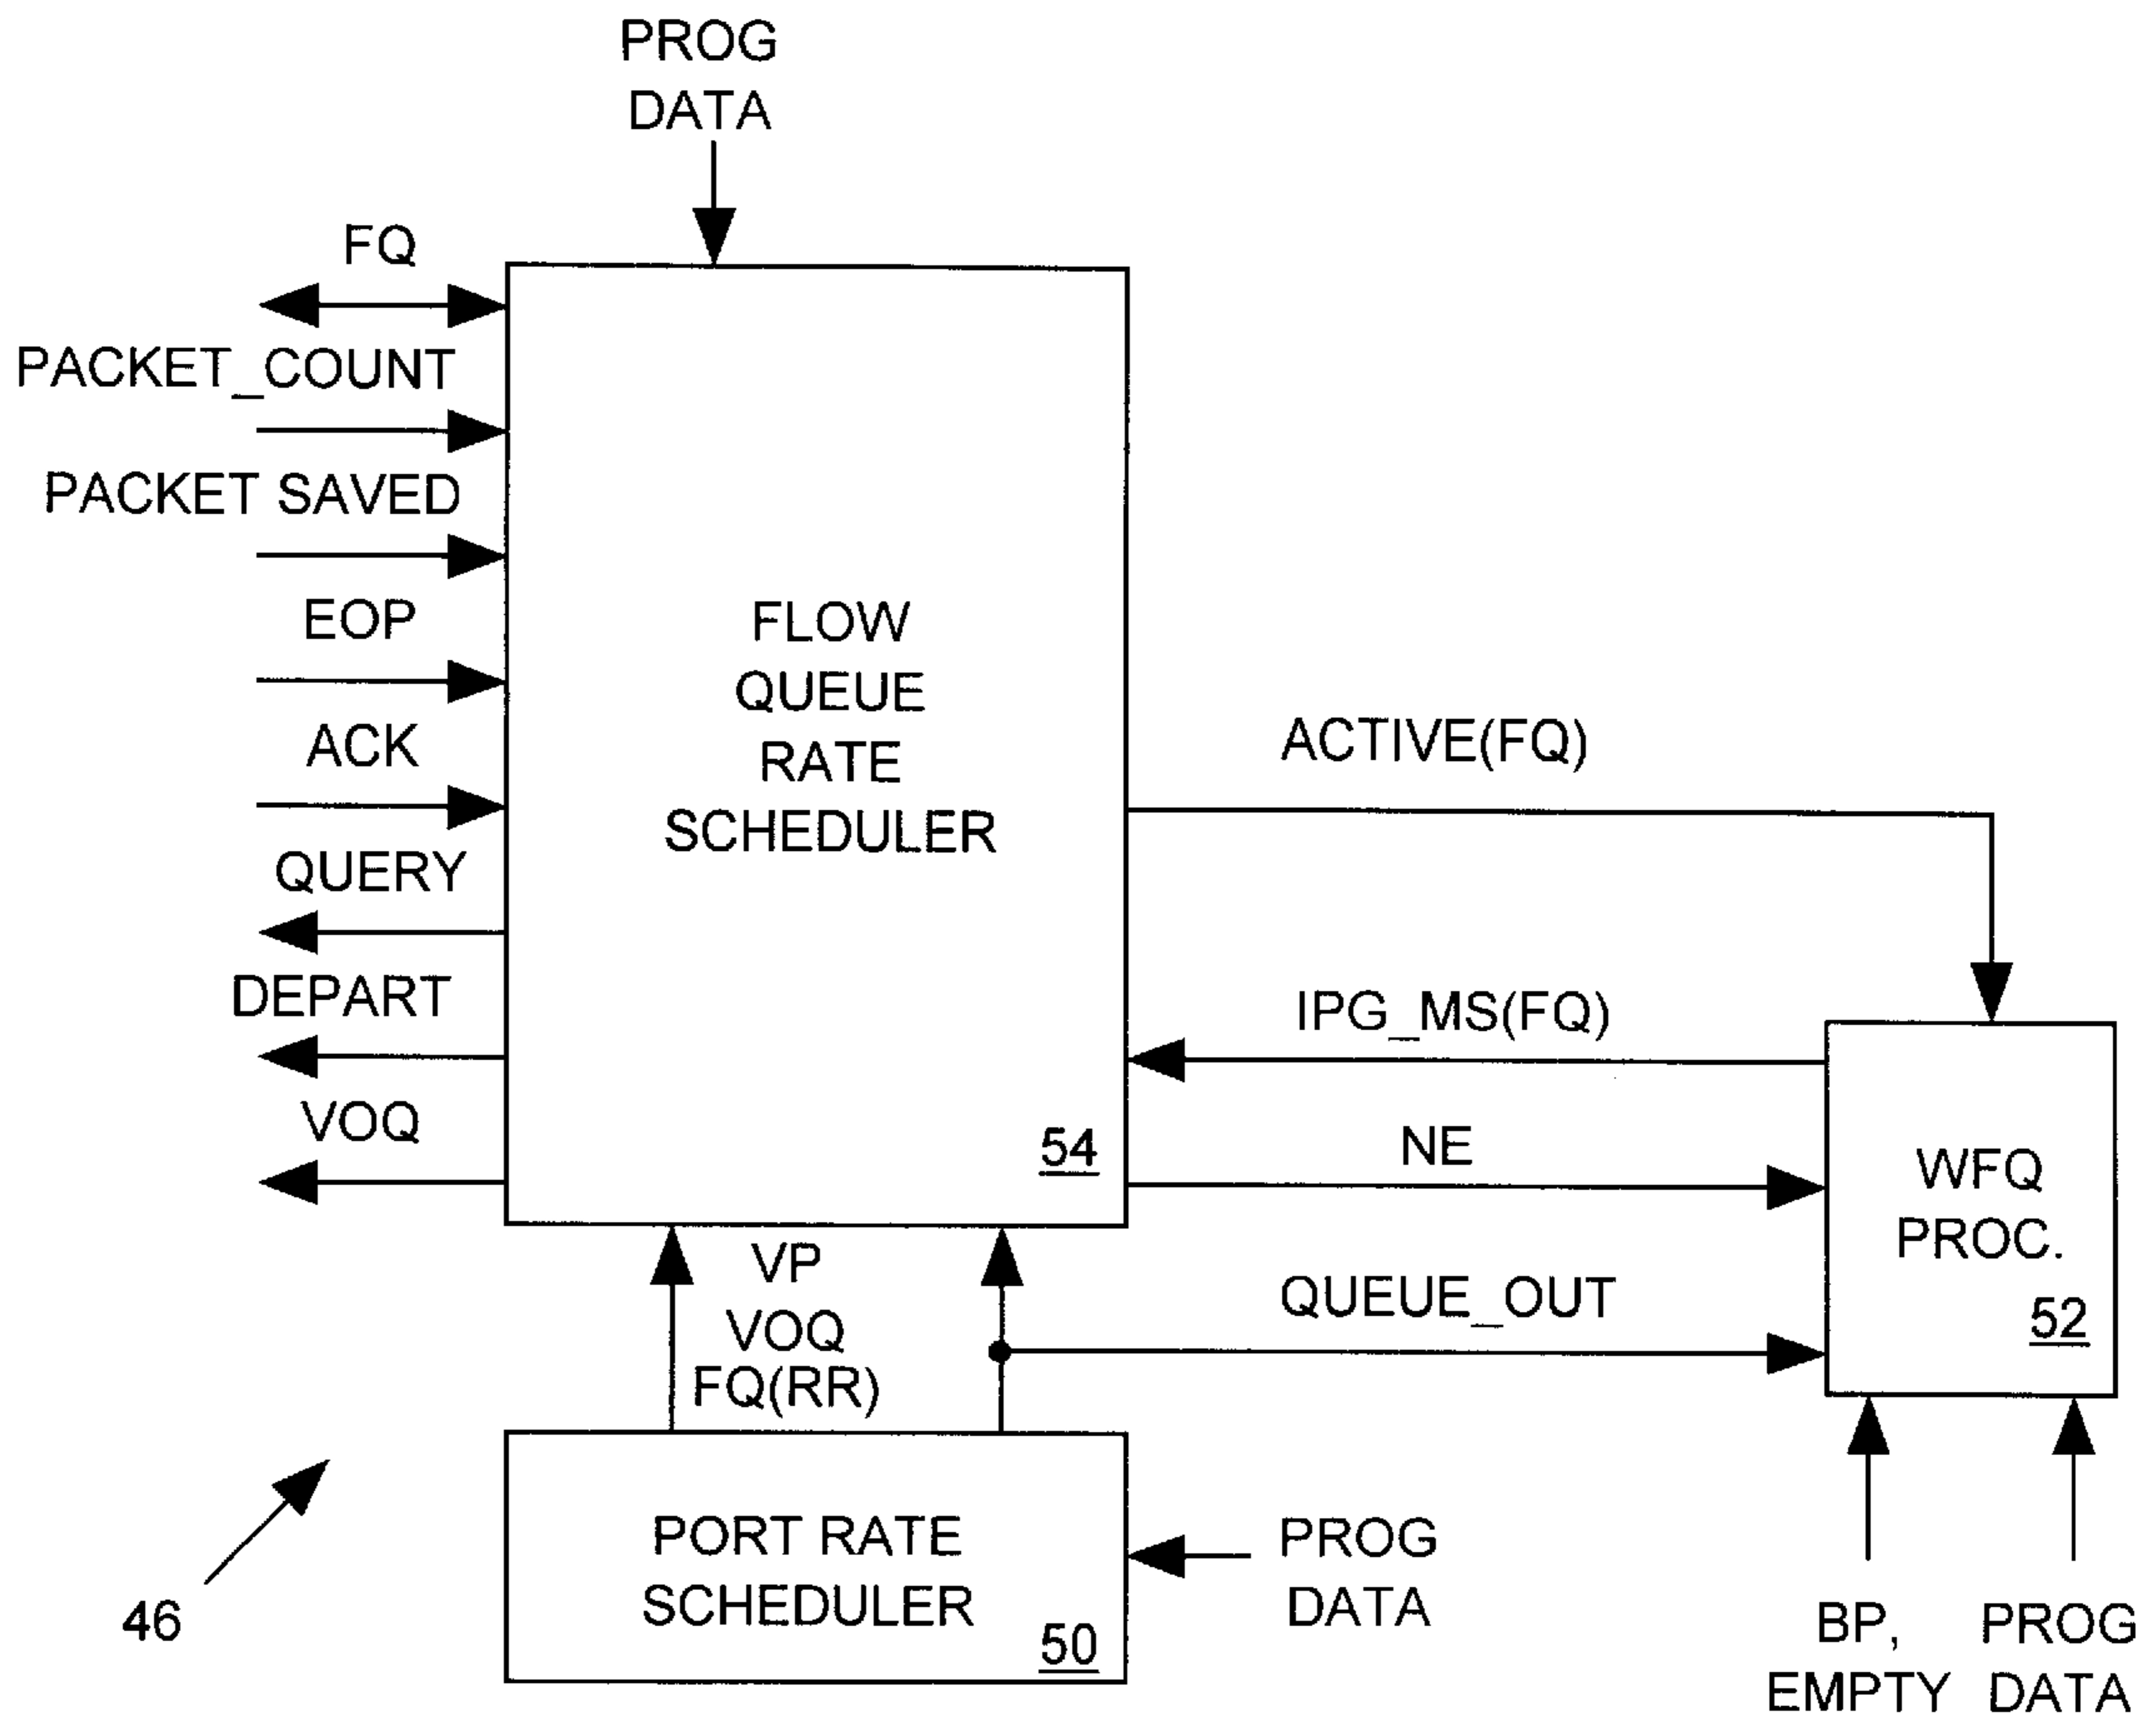 PROG
DATA
FQ
PACKET_COUNT
PACKET SAVED
EOP
ACK
QUERY
DEPART
VOQ
FLOW
QUEUE
RATE
SCHEDULER
54
ACTIVE(FQ)
IPG_MS(FQ)
NE
QUEUE_OUT
WFQ
PROC.
52
VP
VOQ
FQ(RR)
PORT RATE
SCHEDULER
50
PROG
DATA
BP,
EMPTY
PROG
DATA
46